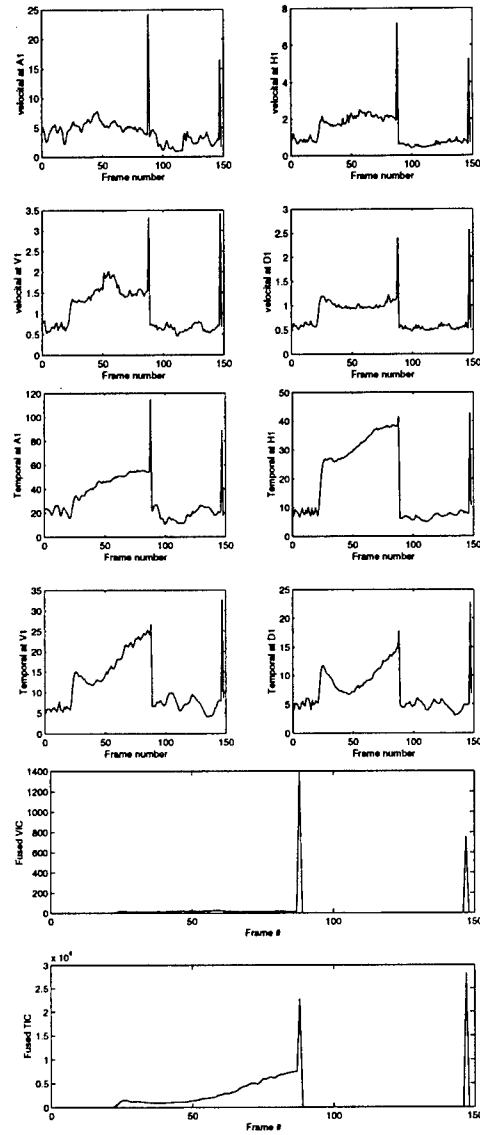 25
20
15
10
5
0
velocital at A1
0 50 100 150
Frame number
8
6
4
2
0
velocital at H1
0 50 100 150
Frame number
3.5
3
2.5
2
1.5
1
0.5
0
velocital at V1
0 50 100 150
Frame number
3
2.5
2
1.5
1
0.5
0
velocital at D1
0 50 100 150
Frame number
120
100
80
60
40
20
0
Temporal at A1
0 50 100 150
Frame number
50
40
30
20
10
0
Temporal at H1
0 50 100 150
Frame number
35
30
25
20
15
10
5
0
Temporal at V1
0 50 100 150
Frame number
25
20
15
10
5
0
Temporal at D1
0 50 100 150
Frame number
1400
1200
1000
800
600
400
200
0
Fused VIC
0 50 100 150
Frame #
x 10⁴
3
2.5
2
1.5
1
0.5
0
Fused TIC
0 50 100 150
Frame #